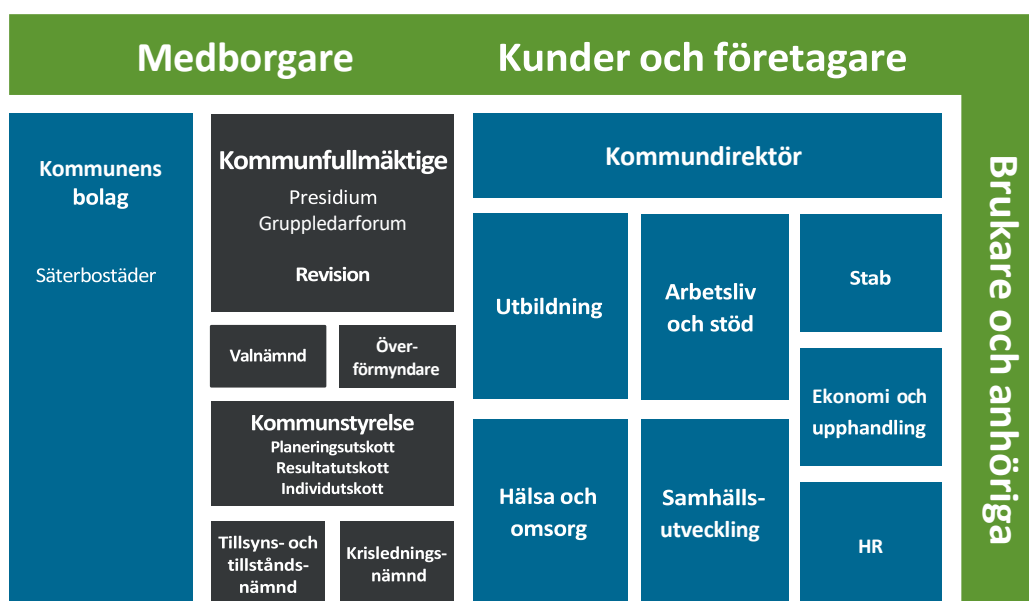 Medborgare
Kunder och företagare
Brukare och anhöriga
Kommunens
bolag
Säterbostäder
Kommunfullmäktige
Presidium
Gruppledarforum
Revision
Valnämnd
Över-
förmyndare
Kommunstyrelse
Planeringsutskott
Resultatutskott
Individutskott
Tillsyns- och
tillstånds-
nämnd
Krislednings-
nämnd
Kommundirektör
Utbildning
Arbetsliv
och stöd
Stab
Ekonomi och
upphandling
Hälsa och
omsorg
Samhälls-
utveckling
HR